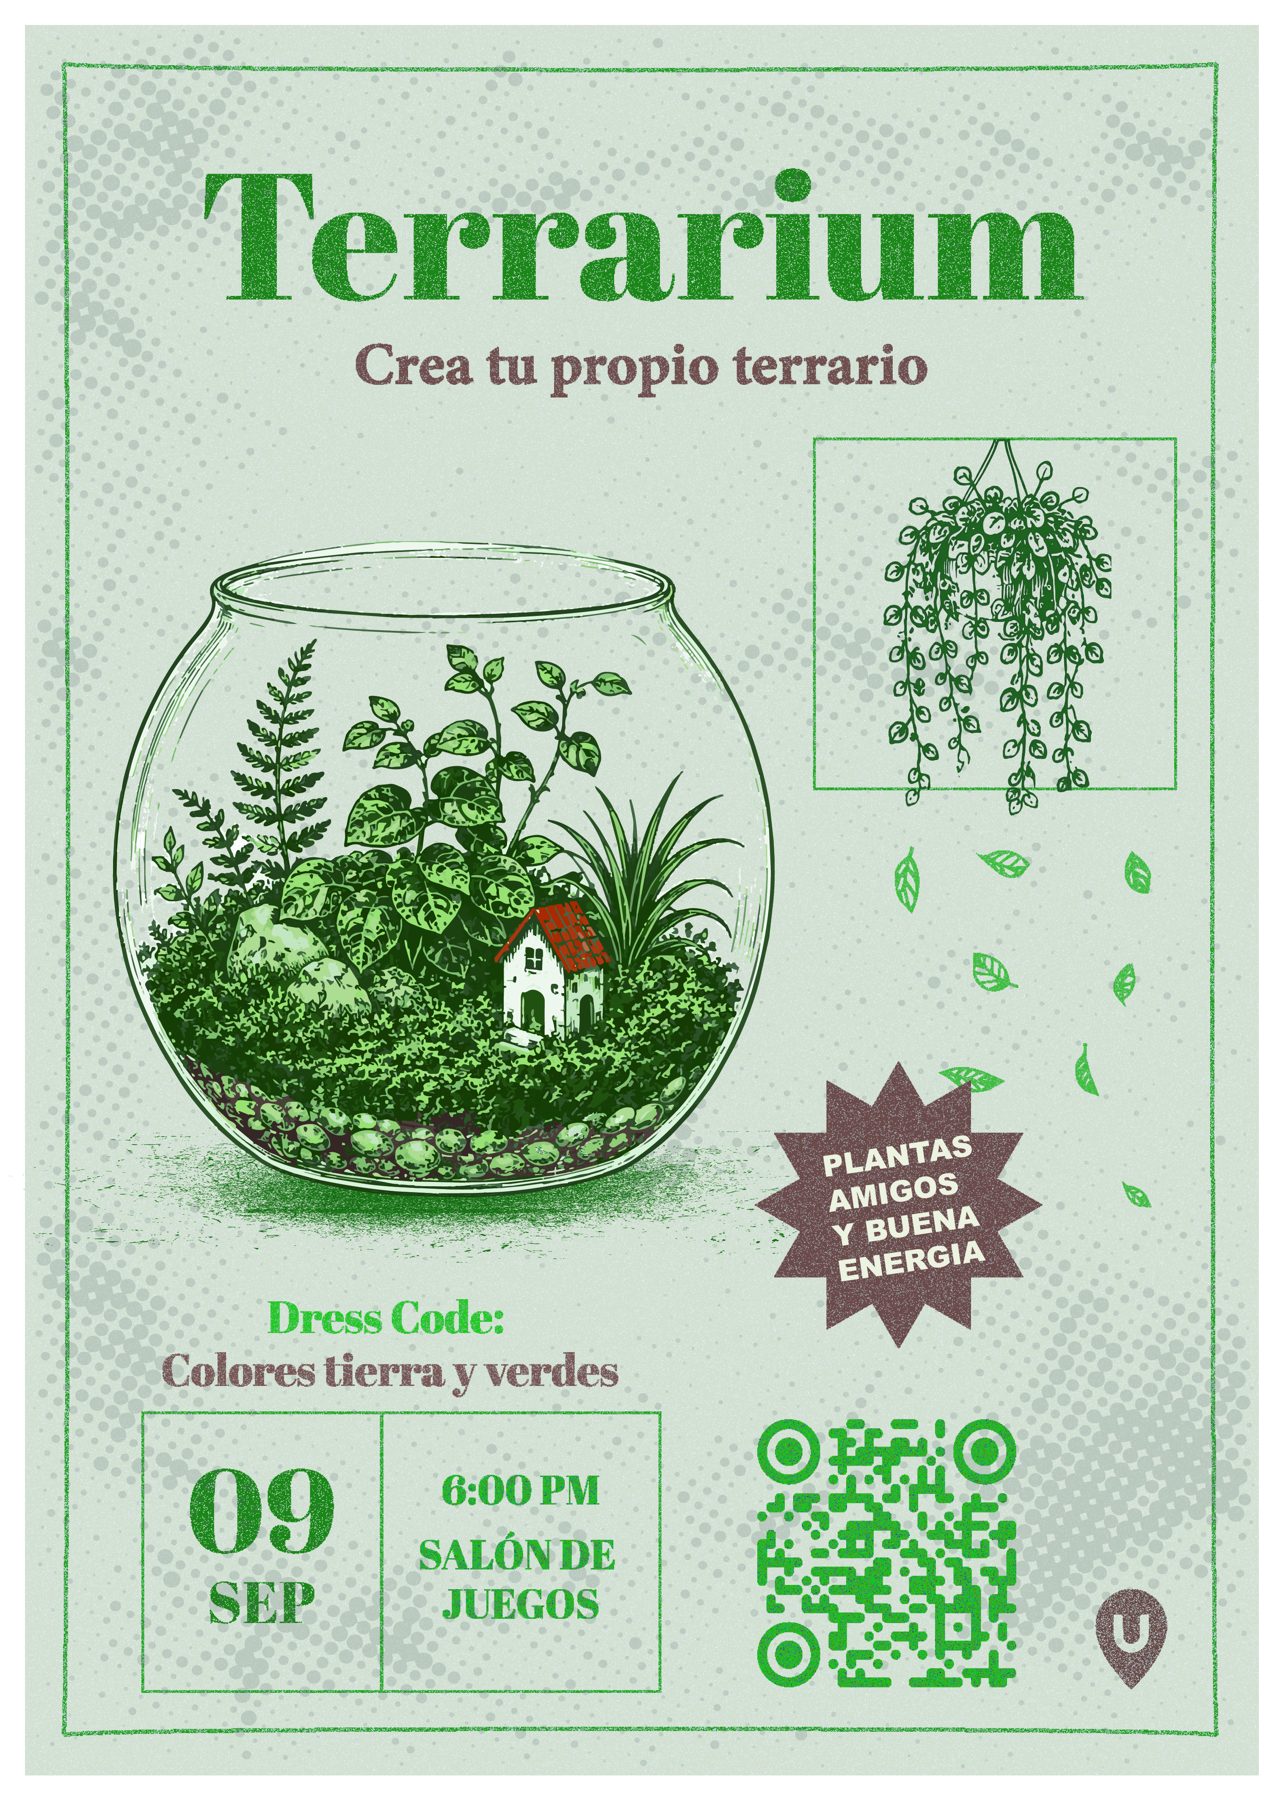 Terrarium
Crea tu propio terrario
PLANTAS
AMIGOS
Y BUENA
ENERGIA
Dress Code:
Colores tierra y verdes
09
SEP
6:00 PM
SALÓN DE
JUEGOS
U